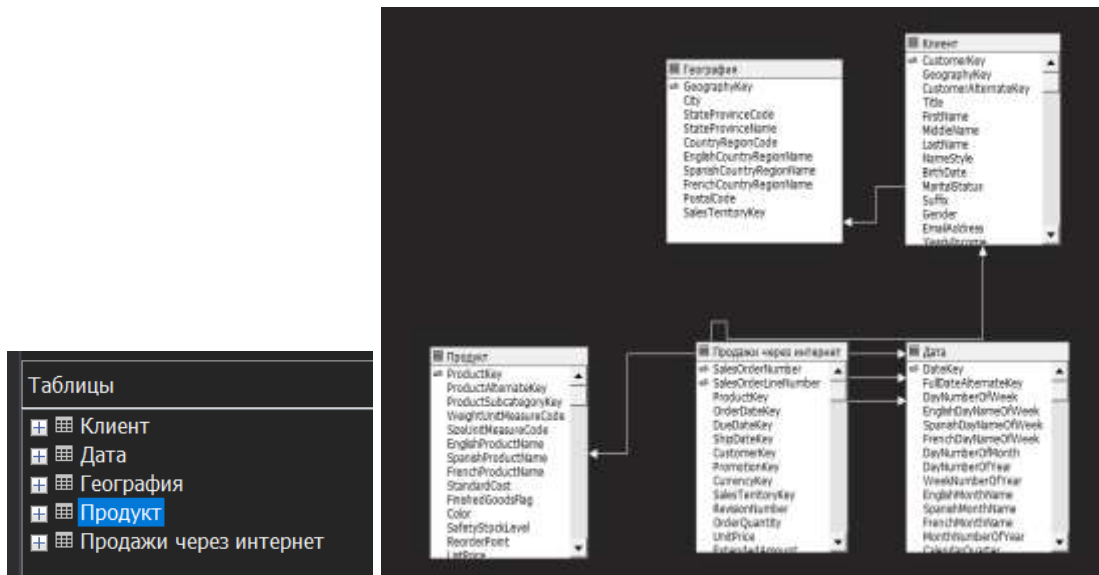 Таблицы
Клиент
Дата
География
Продукт
Продажи через интернет
География
GeographyKey
City
StateProvinceCode
StateProvinceName
CountryRegionCode
EnglishCountryRegionName
SpanishCountryRegionName
FrenchCountryRegionName
PostalCode
SalesTerritoryKey
Клиент
CustomerKey
GeographyKey
CustomerAlternateKey
Title
FirstName
MiddleName
LastName
NameStyle
BirthDate
MaritalStatus
Suffix
Gender
EmailAddress
YearlyIncome
Продукт
ProductKey
ProductAlternateKey
ProductSubcategoryKey
WeightUnitMeasureCode
SizeUnitMeasureCode
EnglishProductName
SpanishProductName
FrenchProductName
StandardCost
FinishedGoodsFlag
Color
SafetyStockLevel
ReorderPoint
ListPrice
Продажи через интернет
SalesOrderNumber
SalesOrderLineNumber
ProductKey
OrderDateKey
DueDateKey
ShipDateKey
CustomerKey
PromotionKey
CurrencyKey
SalesTerritoryKey
RevisionNumber
OrderQuantity
UnitPrice
ExtendedAmount
Дата
DateKey
FullDateAlternateKey
DayNumberOfWeek
EnglishDayNameOfWeek
SpanishDayNameOfWeek
FrenchDayNameOfWeek
DayNumberOfMonth
DayNumberOfYear
WeekNumberOfYear
EnglishMonthName
SpanishMonthName
FrenchMonthName
MonthNumberOfYear
CalendarQuarter